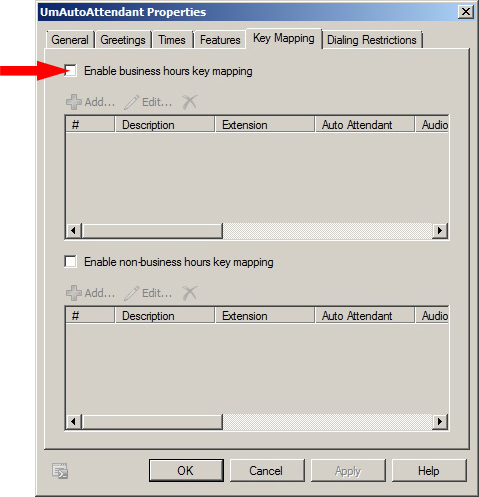 UmAutoAttendant Properties
General Greetings Times Features Key Mapping Dialing Restrictions
Enable business hours key mapping
Add... Edit...
# Description Extension Auto Attendant Audio
Enable non-business hours key mapping
Add... Edit...
# Description Extension Auto Attendant Audio
OK Cancel Apply Help